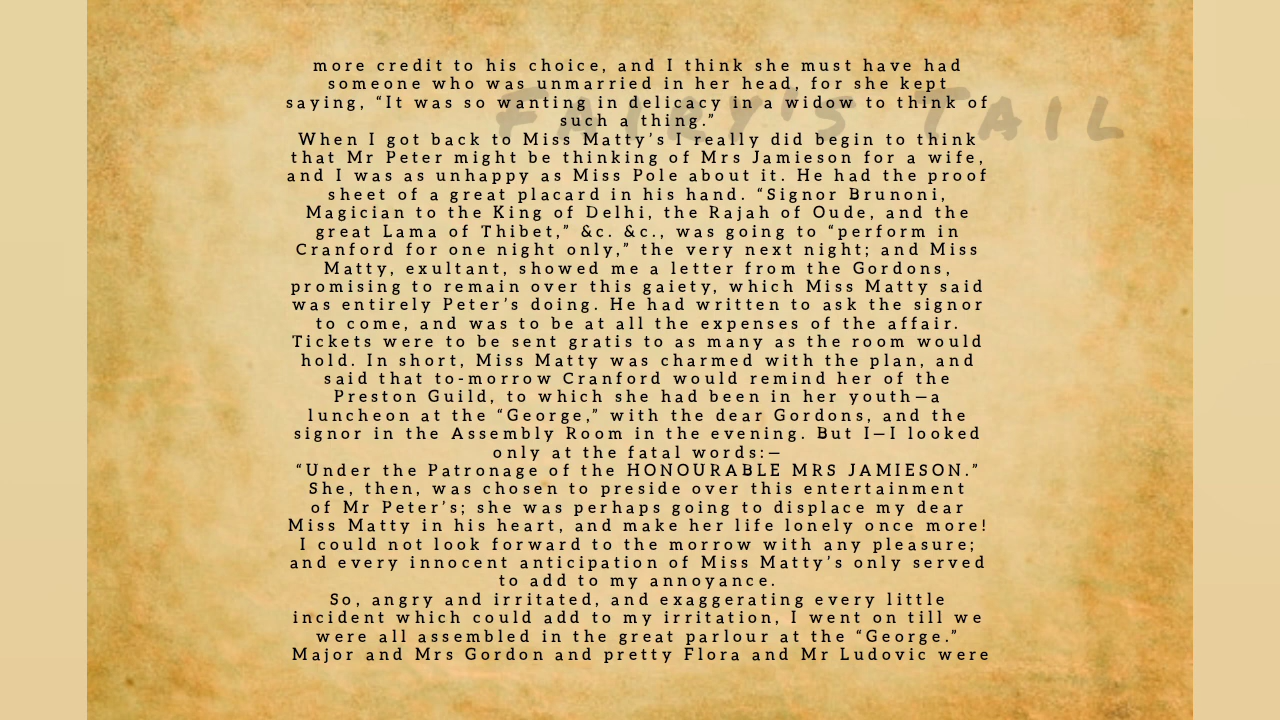 more credit to his choice, and I think she must have had
someone who was unmarried in her head, for she kept
saying, “It was so wanting in delicacy in a widow to think of
such a thing.”
FAIRY'S TAIL
When I got back to Miss Matty’s I really did begin to think
that Mr Peter might be thinking of Mrs Jamieson for a wife,
and I was as unhappy as Miss Pole about it. He had the proof
sheet of a great placard in his hand. “Signor Brunoni,
Magician to the King of Delhi, the Rajah of Oude, and the
great Lama of Thibet,” &c. &c., was going to “perform in
Cranford for one night only,” the very next night; and Miss
Matty, exultant, showed me a letter from the Gordons,
promising to remain over this gaiety, which Miss Matty said
was entirely Peter’s doing. He had written to ask the signor
to come, and was to be at all the expenses of the affair.
Tickets were to be sent gratis to as many as the room would
hold. In short, Miss Matty was charmed with the plan, and
said that to-morrow Cranford would remind her of the
Preston Guild, to which she had been in her youth—a
luncheon at the “George,” with the dear Gordons, and the
signor in the Assembly Room in the evening. But I—I looked
only at the fatal words:—
“Under the Patronage of the HONOURABLE MRS JAMIESON.”
She, then, was chosen to preside over this entertainment
of Mr Peter’s; she was perhaps going to displace my dear
Miss Matty in his heart, and make her life lonely once more!
I could not look forward to the morrow with any pleasure;
and every innocent anticipation of Miss Matty’s only served
to add to my annoyance.
So, angry and irritated, and exaggerating every little
incident which could add to my irritation, I went on till we
were all assembled in the great parlour at the “George.”
Major and Mrs Gordon and pretty Flora and Mr Ludovic were